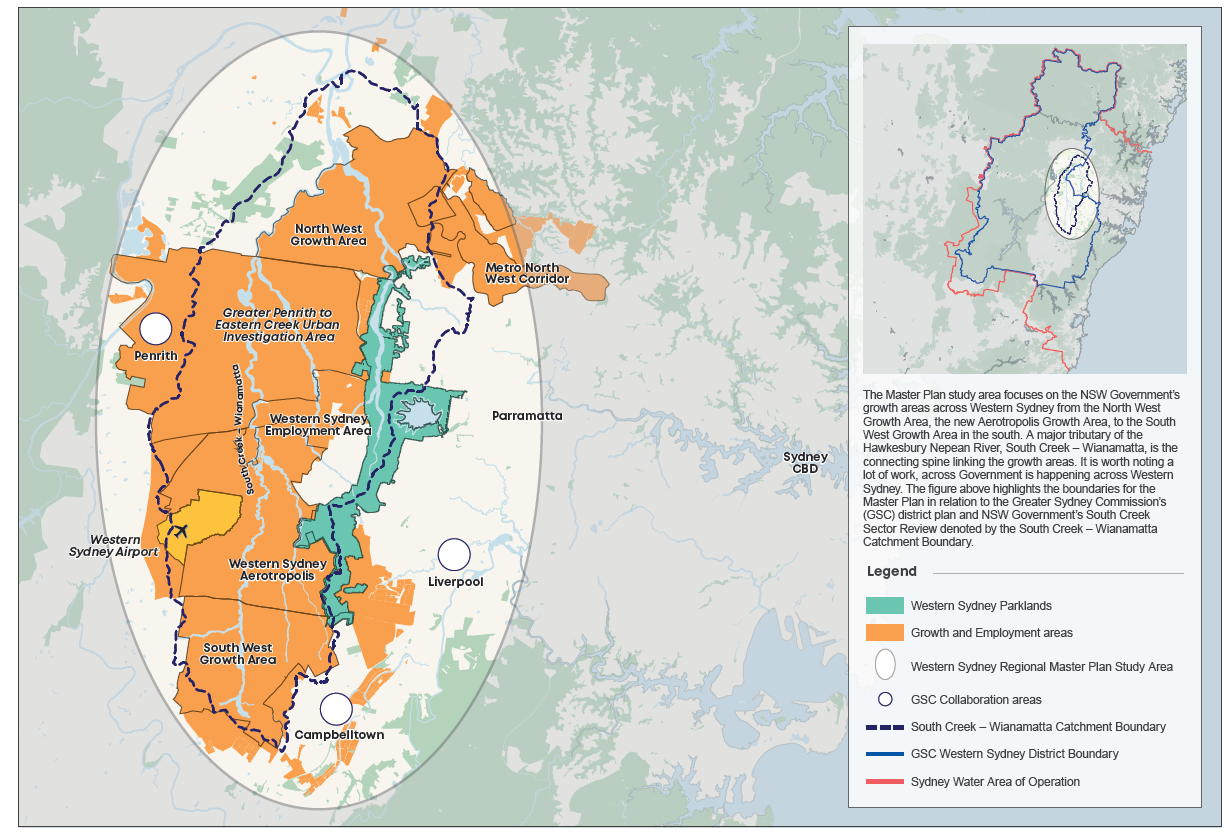 North West
Growth Area
Metro North
West Corridor
Greater Penrith to
Eastern Creek Urban
Investigation Area
Penrith
South Creek – Wianamatta
Western Sydney
Employment Area
Parramatta
Sydney
CBD
Western
Sydney Airport
Western Sydney
Aerotropolis
Liverpool
South West
Growth Area
Campbelltown
The Master Plan study area focuses on the NSW Government's
growth areas across Western Sydney from the North West
Growth Area, the new Aerotropolis Growth Area, to the South
West Growth Area in the south. A major tributary of the
Hawkesbury Nepean River, South Creek – Wianamatta, is the
connecting spine linking the growth areas. It is worth noting a
lot of work, across Government is happening across Western
Sydney. The figure above highlights the boundaries for the
Master Plan in relation to the Greater Sydney Commission's
(GSC) district plan and NSW Government's South Creek
Sector Review denoted by the South Creek – Wianamatta
Catchment Boundary.
Legend
Western Sydney Parklands
Growth and Employment areas
Western Sydney Regional Master Plan Study Area
GSC Collaboration areas
South Creek – Wianamatta Catchment Boundary
GSC Western Sydney District Boundary
Sydney Water Area of Operation